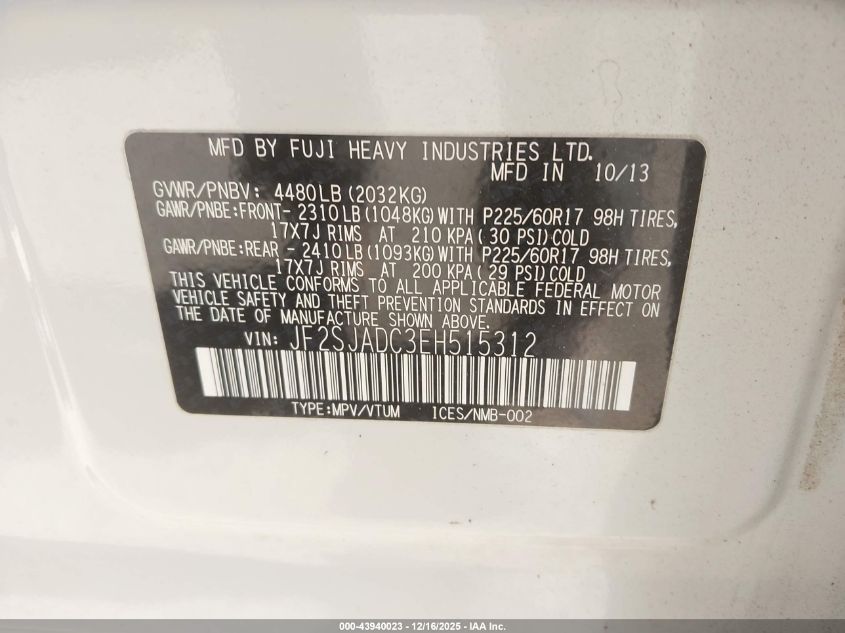 MFD BY FUJI HEAVY INDUSTRIES LTD.
MFD IN 10/13
GVWR/PNBV: 4480LB (2032KG)
GAWR/PNBE:FRONT- 2310 LB (1048KG) WITH P225/60R17 98H TIRES,
17X7J RIMS AT 210 KPA( 30 PSI) COLD
GAWR/PNBE:REAR - 2410 LB (1093KG) WITH P225/60R17 98H TIRES,
17X7J RIMS AT 200 KPA( 29 PSI) COLD
THIS VEHICLE CONFORMS TO ALL APPLICABLE FEDERAL MOTOR
VEHICLE SAFETY AND THEFT PREVENTION STANDARDS IN EFFECT ON
THE DATE OF MANUFACTURE SHOWN ABOVE.
VIN: JF2SJADC3EH515312
TYPE:MPV/VTUM ICES/NMB-002
000-43940023 - 12/16/2025 - IAA Inc.